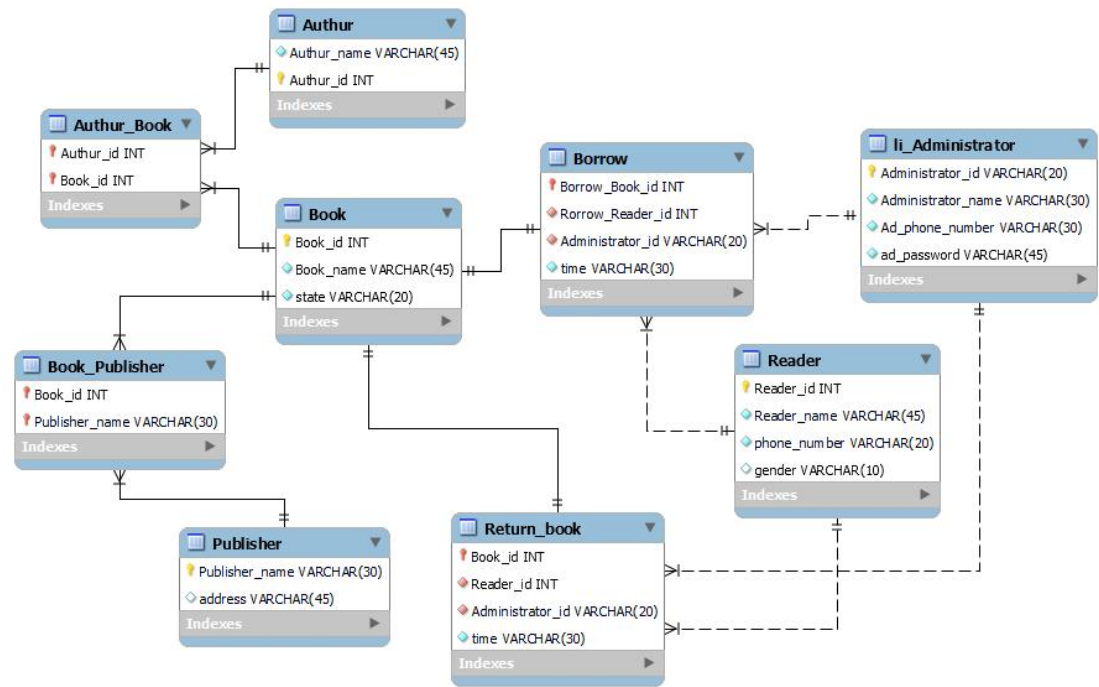 Authur
Authur_name VARCHAR(45)
Authur_id INT
Indexes
Authur_Book
Authur_id INT
Book_id INT
Indexes
Book
Book_id INT
Book_name VARCHAR(45)
state VARCHAR(20)
Indexes
Borrow
Borrow_Book_id INT
Rorrow_Reader_id INT
Administrator_id VARCHAR(20)
time VARCHAR(30)
Indexes
li_Administrator
Administrator_id VARCHAR(20)
Administrator_name VARCHAR(30)
Ad_phone_number VARCHAR(30)
ad_password VARCHAR(45)
Indexes
Book_Publisher
Book_id INT
Publisher_name VARCHAR(30)
Indexes
Reader
Reader_id INT
Reader_name VARCHAR(45)
phone_number VARCHAR(20)
gender VARCHAR(10)
Indexes
Publisher
Publisher_name VARCHAR(30)
address VARCHAR(45)
Indexes
Return_book
Book_id INT
Reader_id INT
Administrator_id VARCHAR(20)
time VARCHAR(30)
Indexes